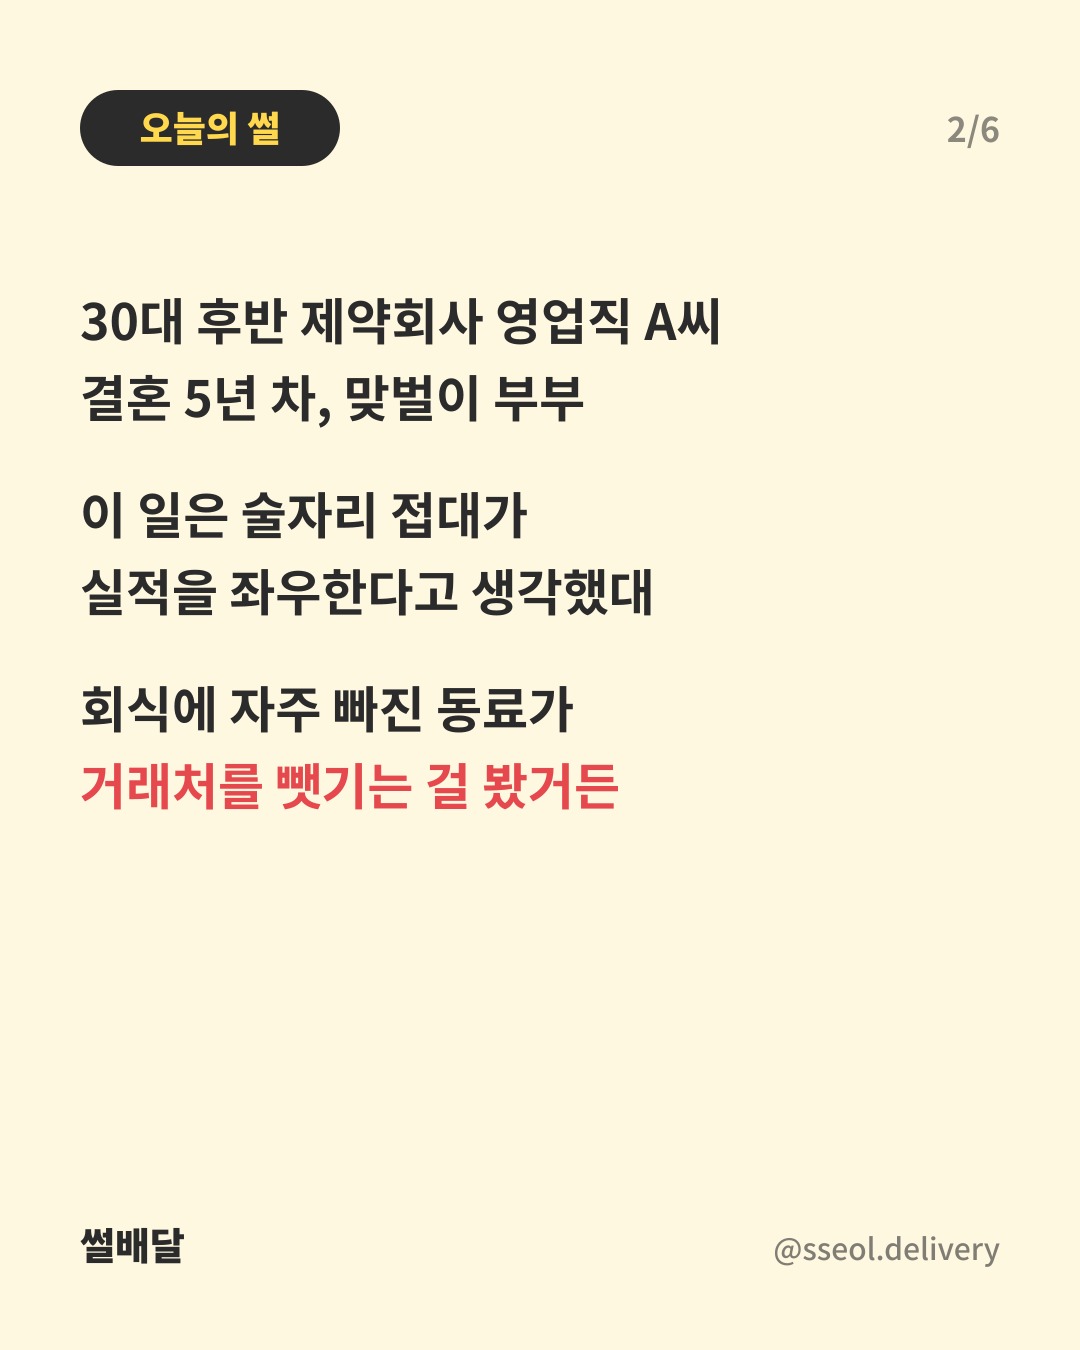 오늘의 썰
2/6
30대 후반 제약회사 영업직 A씨
결혼 5년 차, 맞벌이 부부
이 일은 술자리 접대가
실적을 좌우한다고 생각했대
회식에 자주 빠진 동료가
거래처를 뺏기는 걸 봤거든
썰배달
@sseol.delivery